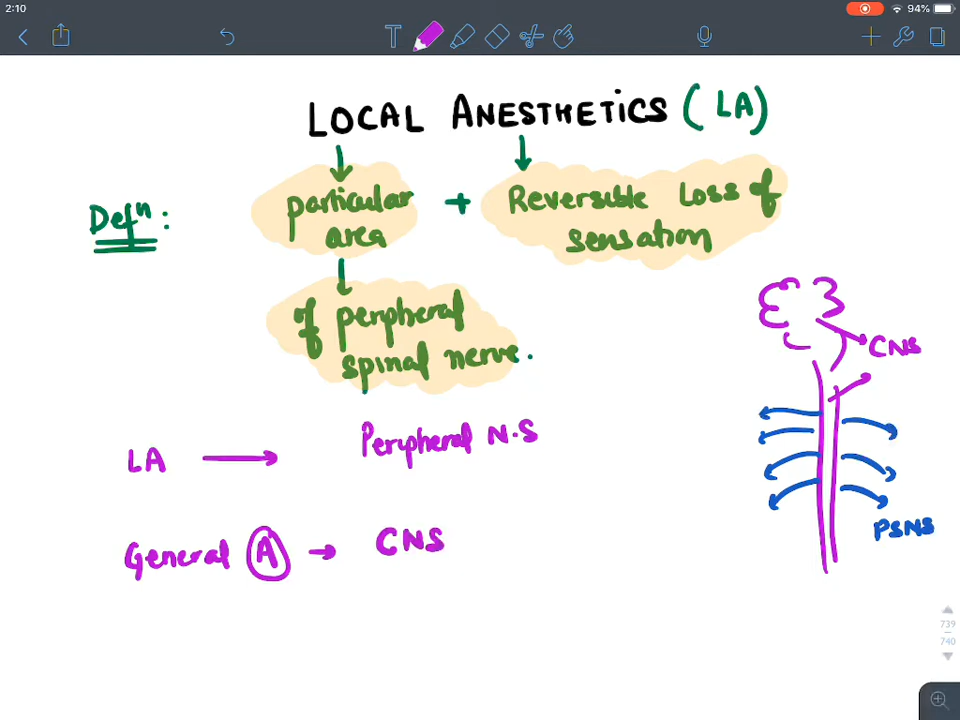 2:10
94%
T
LOCAL ANESTHETICS (LA)
Defⁿ:
particular area + Reversible Loss of sensation
of peripheral
spinal nerve.
CNS
LA → Peripheral N.S
PSNS
General A → CNS
739
740